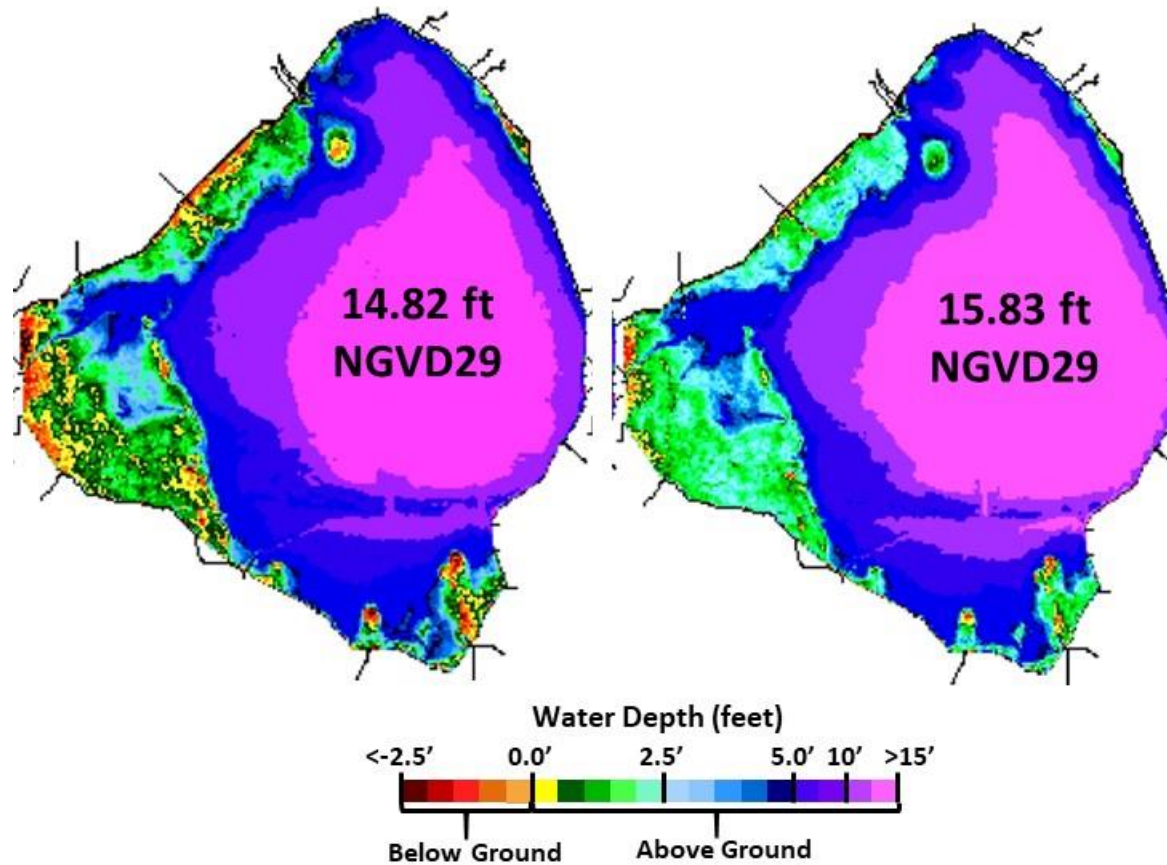 14.82 ft
NGVD29
15.83 ft
NGVD29
Water Depth (feet)
<-2.5’ 0.0’ 2.5’ 5.0’ 10’ >15’
Below Ground Above Ground